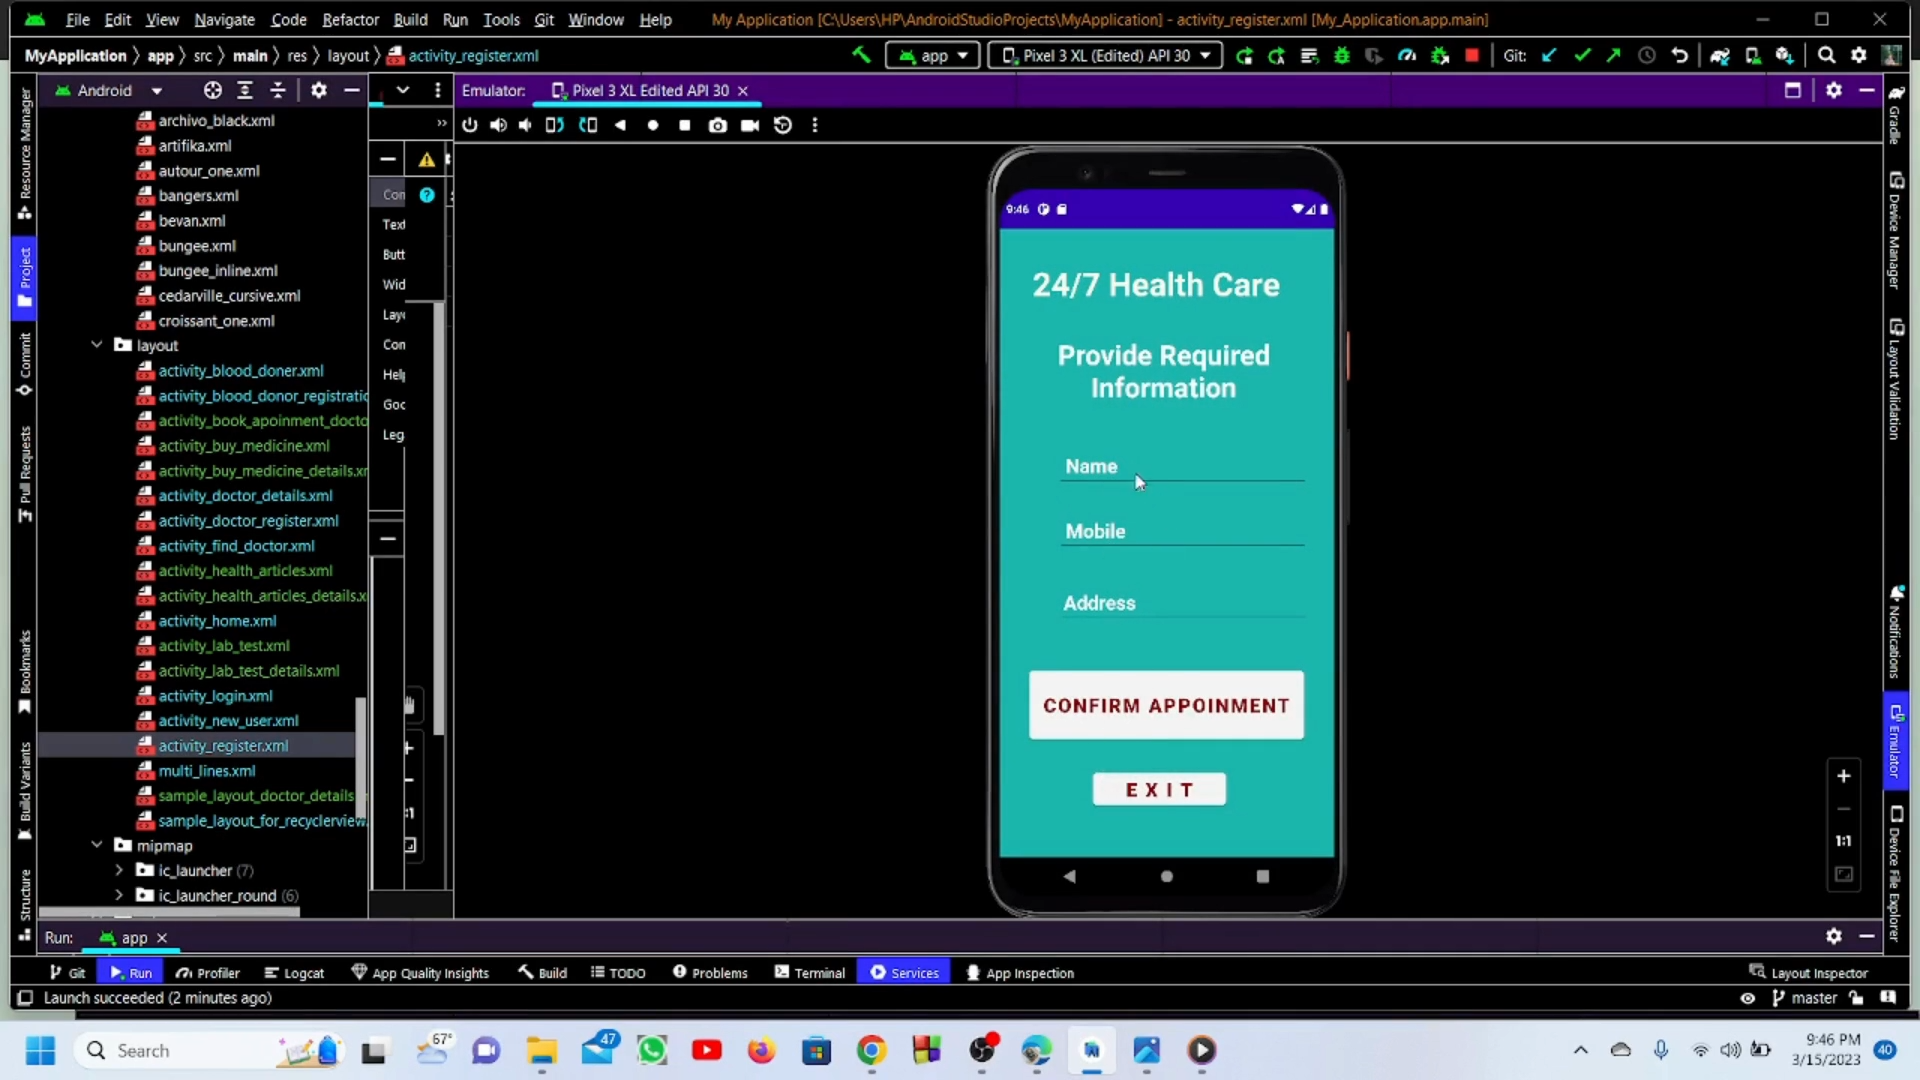 File Edit View Navigate Code Refactor Build Run Tools Git Window Help My Application [C:\Users\HP\AndroidStudioProjects\MyApplication] - activity_register.xml [My_Application.app.main]
MyApplication app src main res layout activity_register.xml app Pixel 3 XL (Edited) API 30 Git:
Android Emulator: Pixel 3 XL Edited API 30
archivo_black.xml
artifika.xml
autour_one.xml
bangers.xml
bevan.xml
bungee.xml
bungee_inline.xml
cedarville_cursive.xml
croissant_one.xml
layout
activity_blood_doner.xml
activity_blood_donor_registratic
activity_book_apoinment_docto
activity_buy_medicine.xml
activity_buy_medicine_details.xr
activity_doctor_details.xml
activity_doctor_register.xml
activity_find_doctor.xml
activity_health_articles.xml
activity_health_articles_details.x
activity_home.xml
activity_lab_test.xml
activity_lab_test_details.xml
activity_login.xml
activity_new_user.xml
activity_register.xml
multi_lines.xml
sample_layout_doctor_details
sample_layout_for_recyclerview.
mipmap
ic_launcher (7)
ic_launcher_round (6)
Resource Manager
Project
Commit
Pull Requests
Bookmarks
Build Variants
Structure
Con
Text
Butt
Wid
Layo
Con
Help
Goc
Leg
9:46
24/7 Health Care
Provide Required
Information
Name
Mobile
Address
CONFIRM APPOINMENT
EXIT
1:1
Gradle
Device Manager
Layout Validation
Notifications
Emulator
Device File Explorer
Run: app
Git Run Profiler Logcat App Quality Insights Build TODO Problems Terminal Services App Inspection Layout Inspector
Launch succeeded (2 minutes ago) master
Search 67° 47 9:46 PM
3/15/2023 40